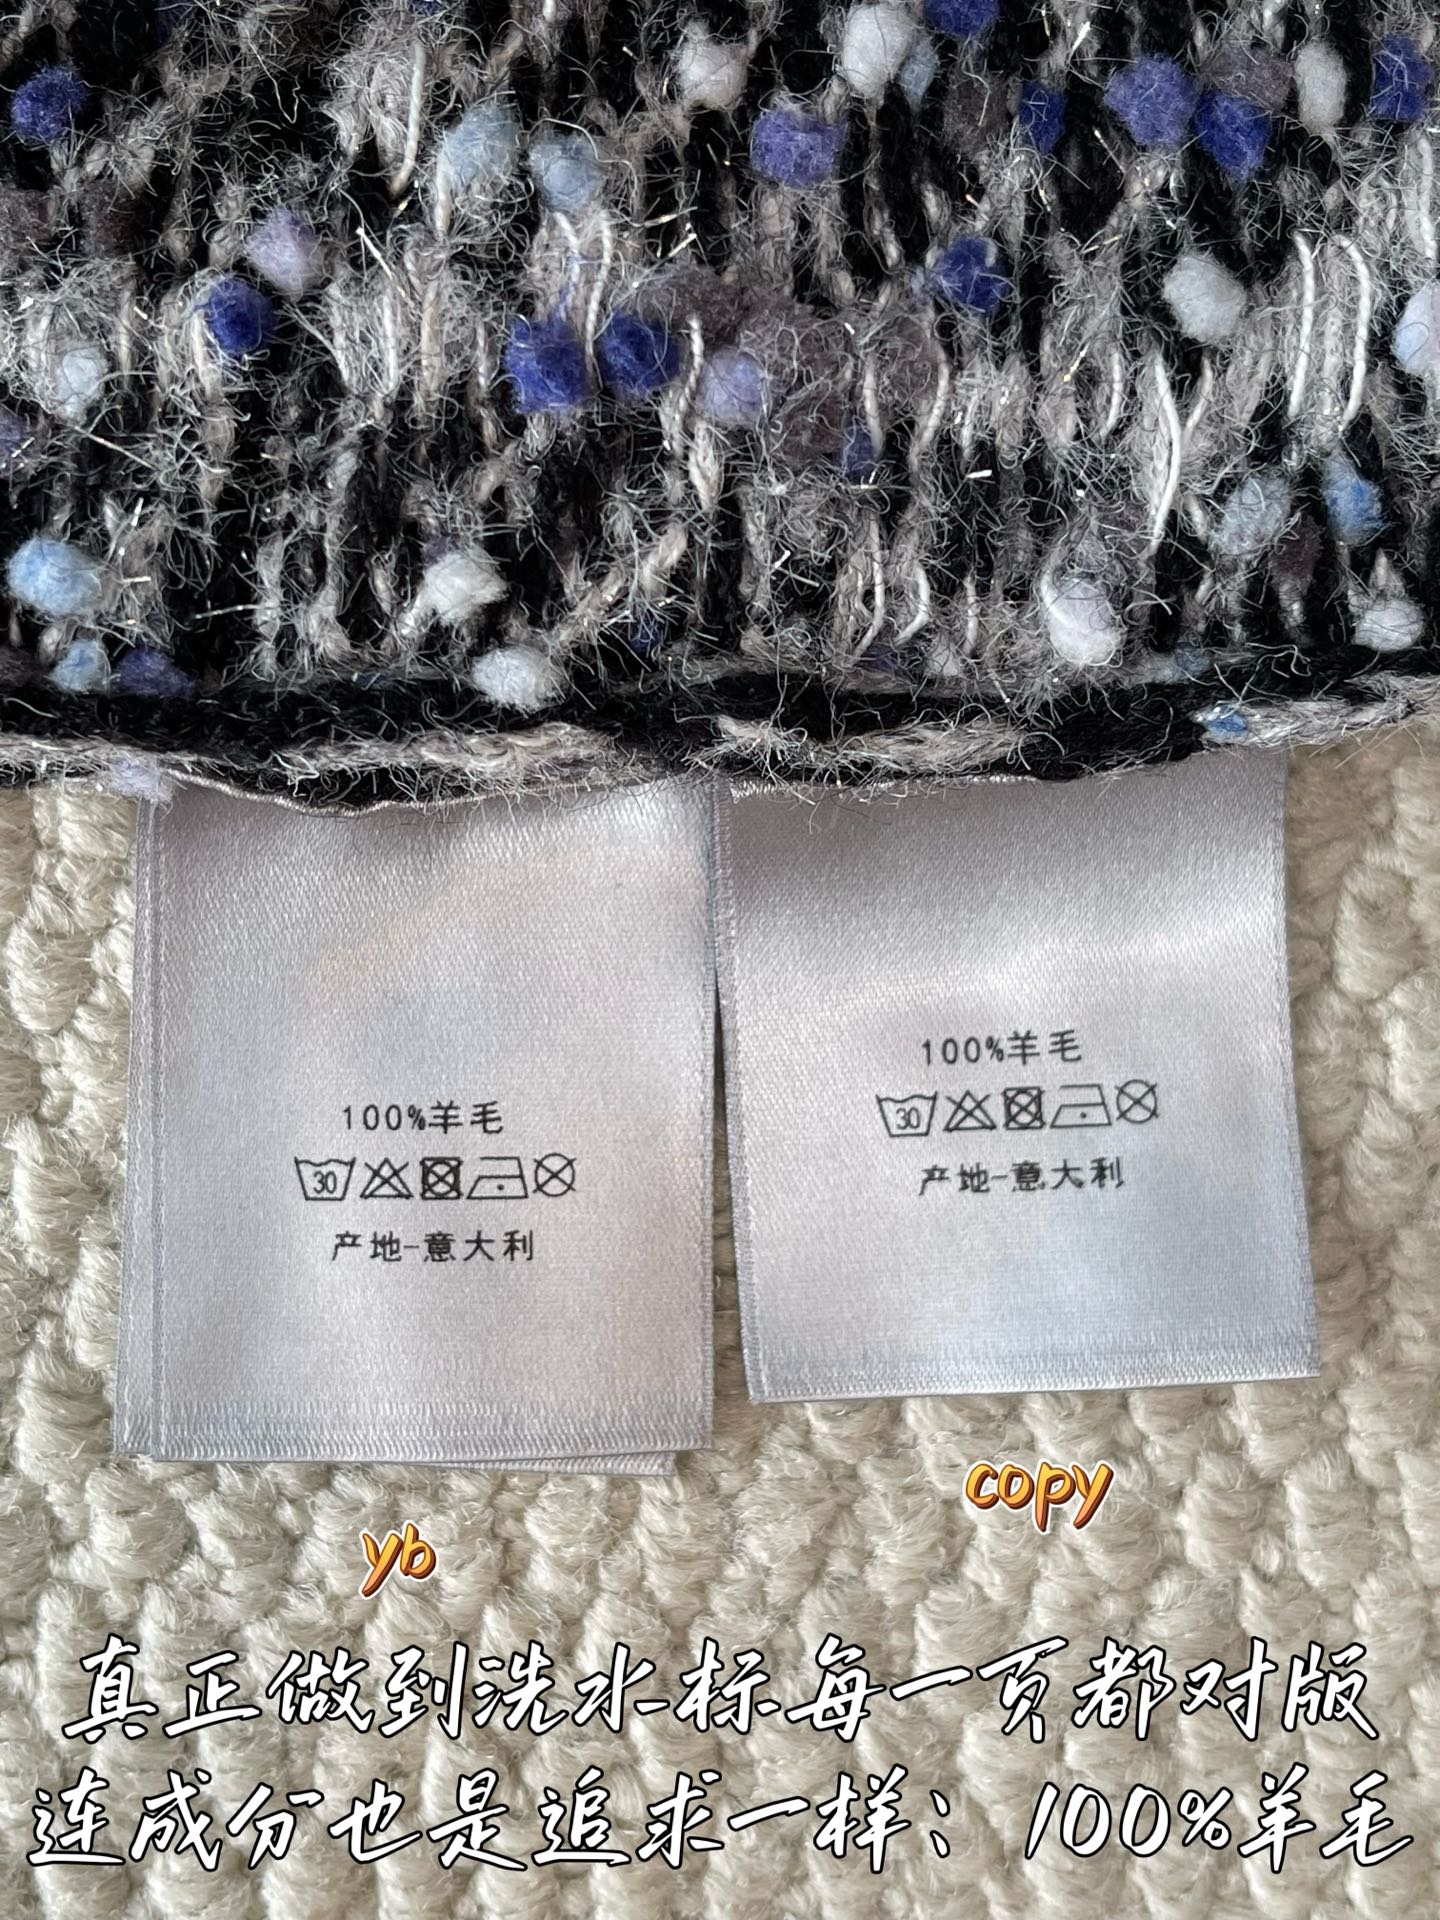 100%羊毛
30
产地-意大利
100%羊毛
30
产地-意大利
copy
yb
真正做到洗水标每一页都对版
连成分也是追求一样：100%羊毛